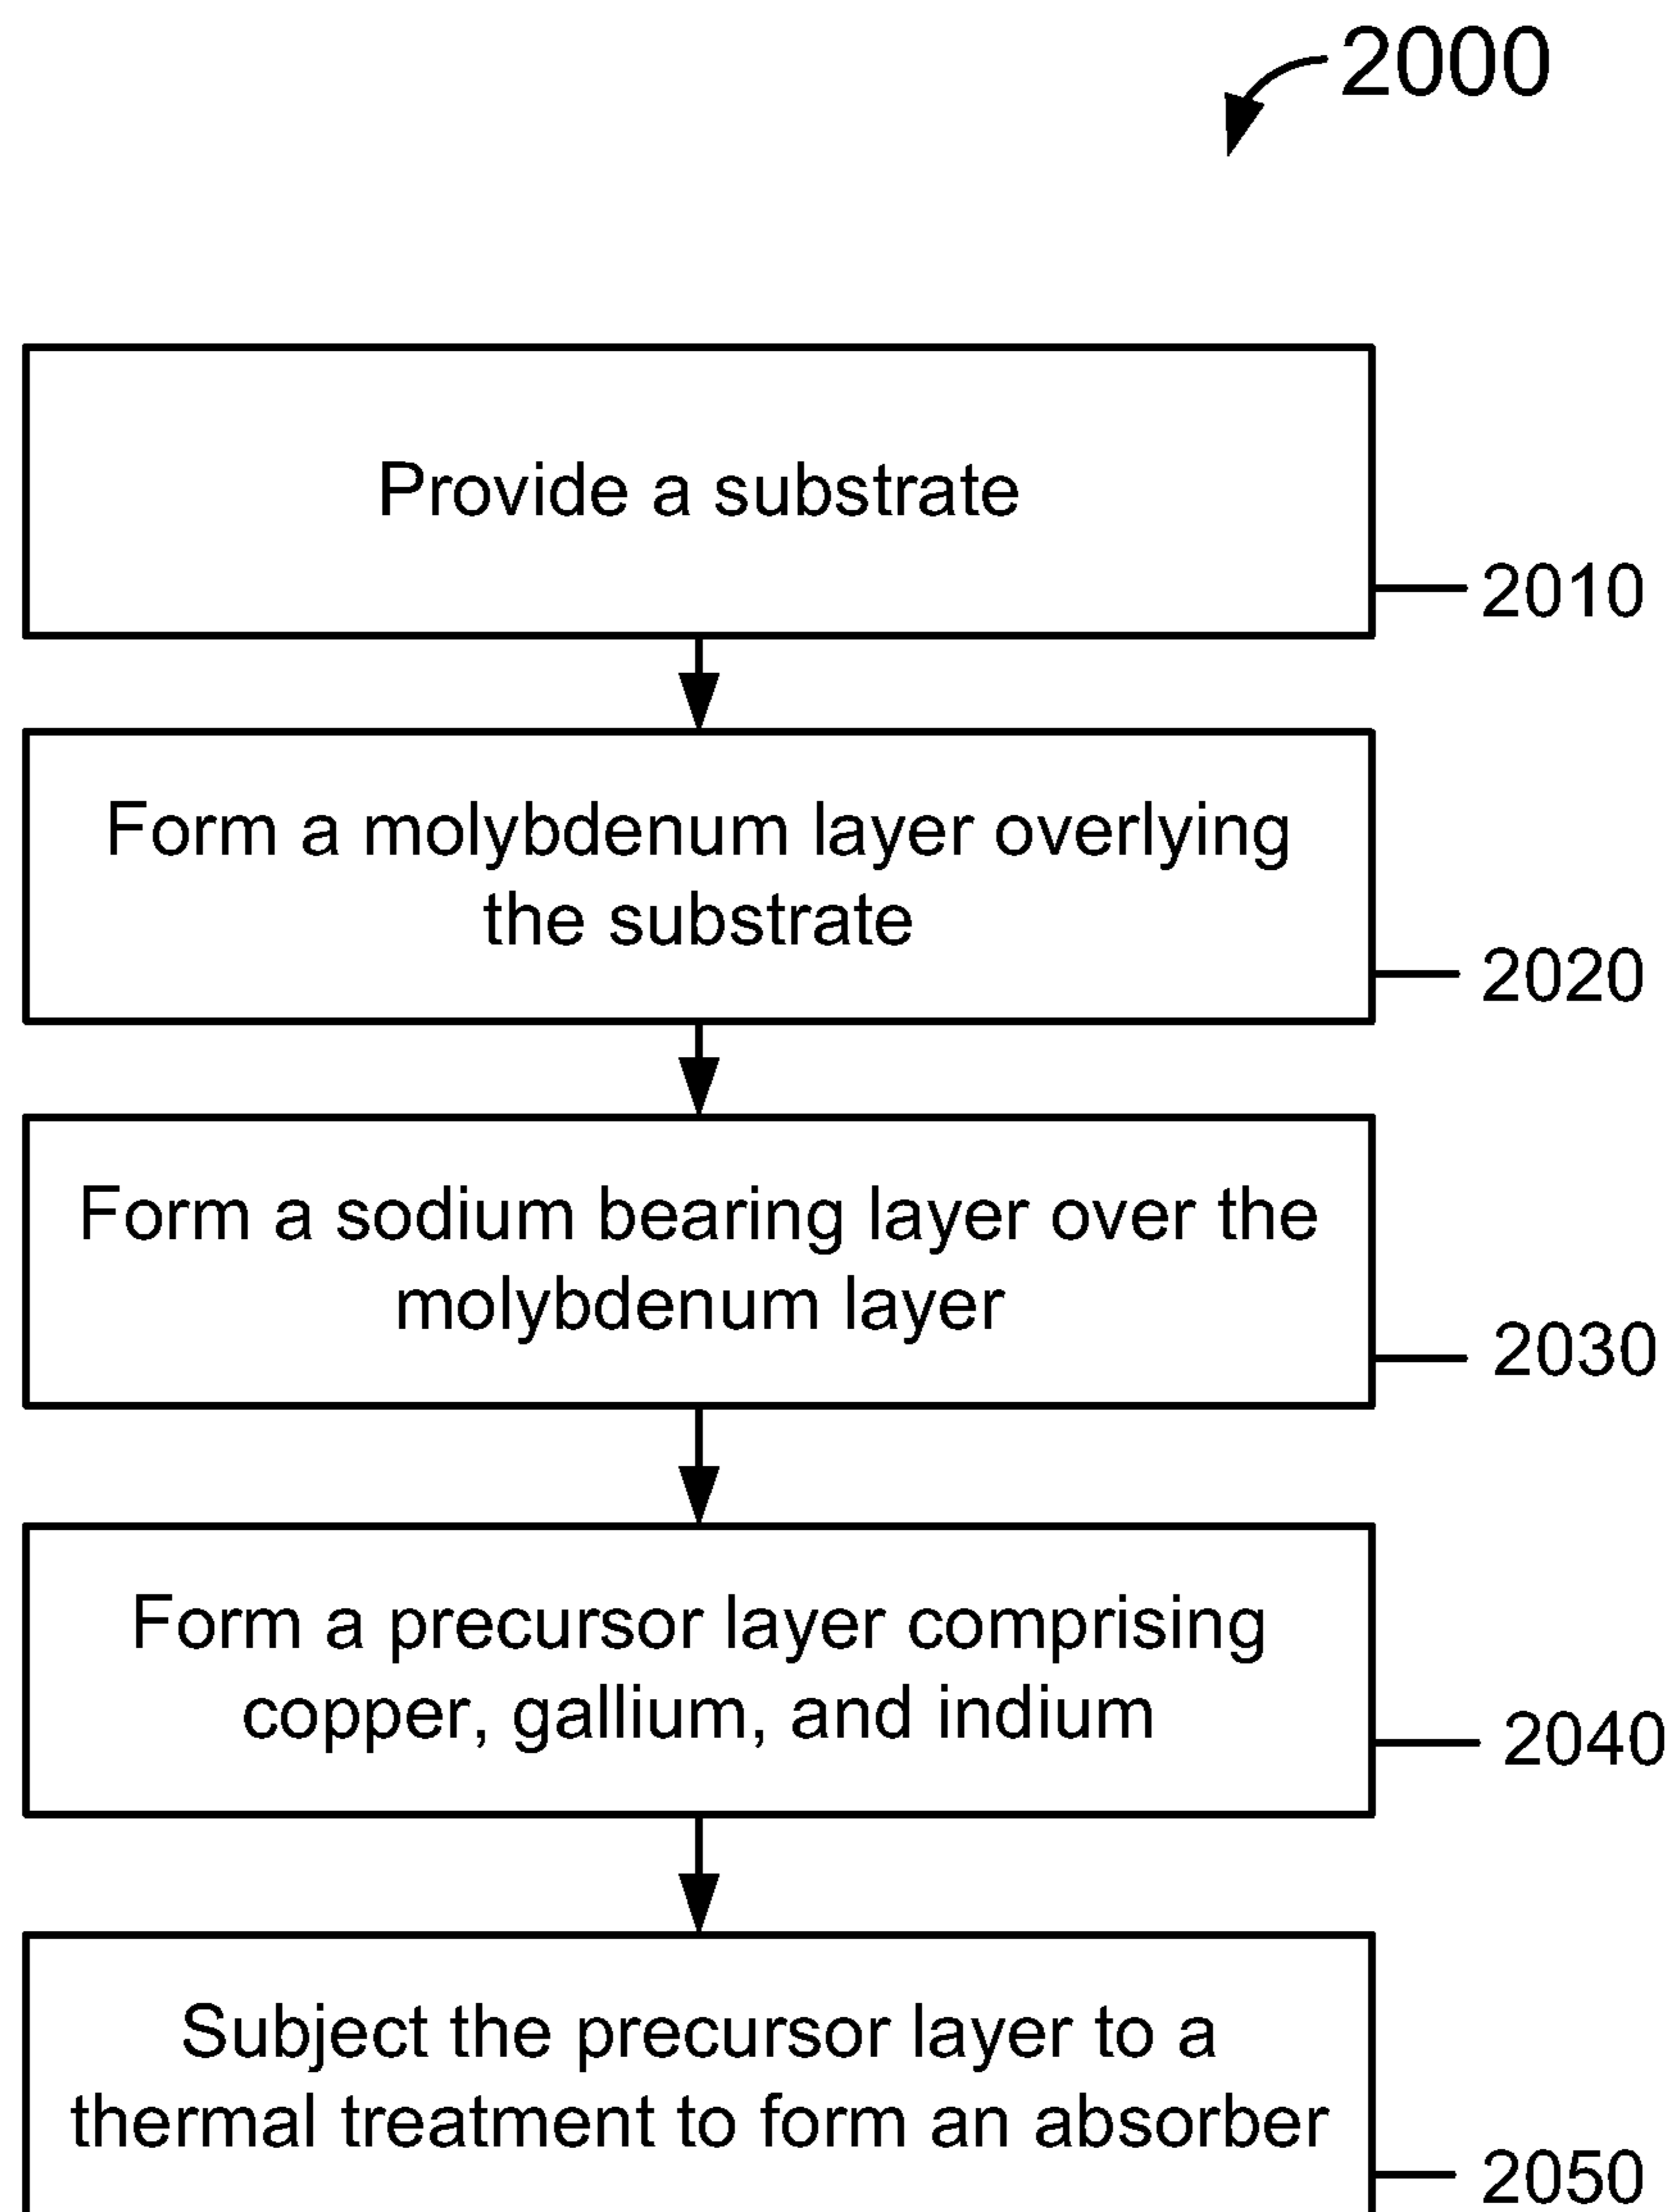 2000
Provide a substrate
2010
Form a molybdenum layer overlying
the substrate
2020
Form a sodium bearing layer over the
molybdenum layer
2030
Form a precursor layer comprising
copper, gallium, and indium
2040
Subject the precursor layer to a
thermal treatment to form an absorber
2050